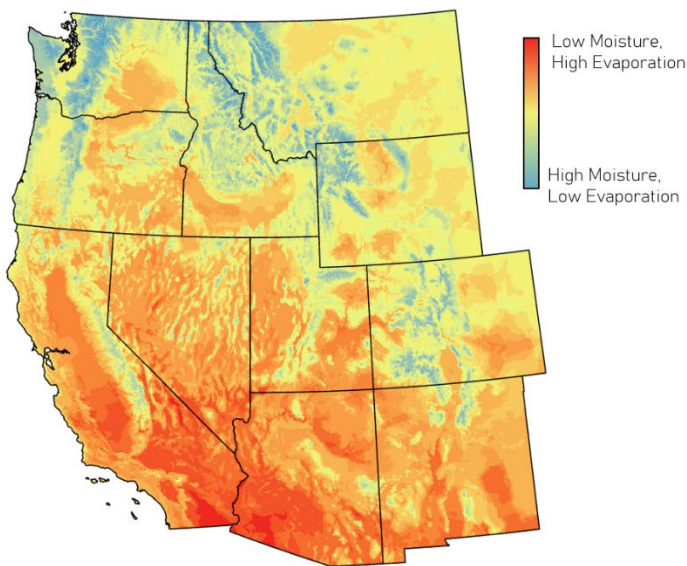 Low Moisture,
High Evaporation
High Moisture,
Low Evaporation